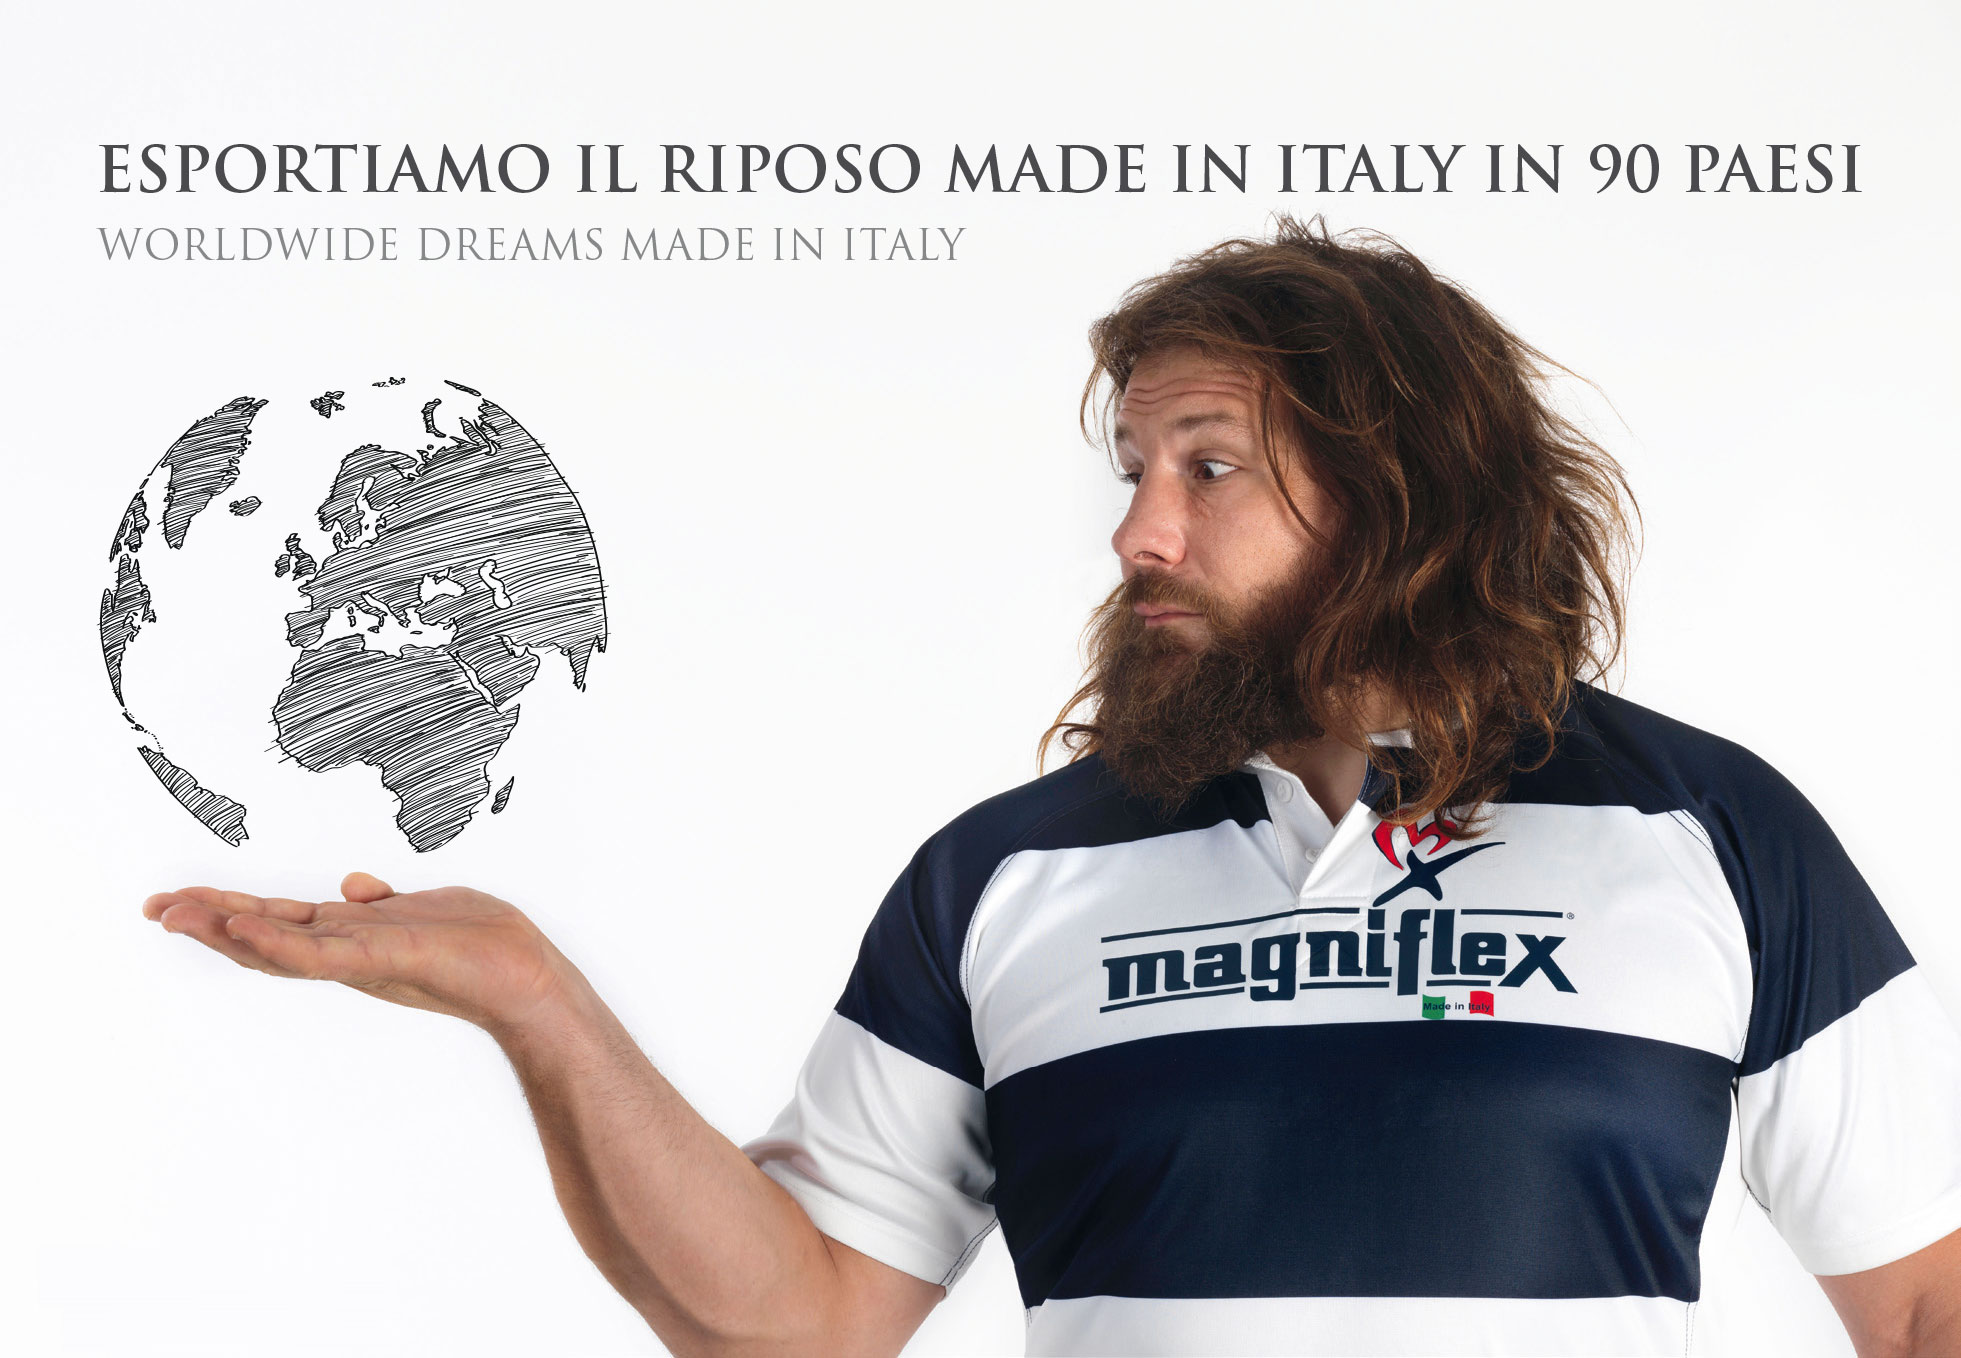 ESPORTIAMO IL RIPOSO MADE IN ITALY IN 90 PAESI
WORLDWIDE DREAMS MADE IN ITALY
magniflex®
Made in Italy